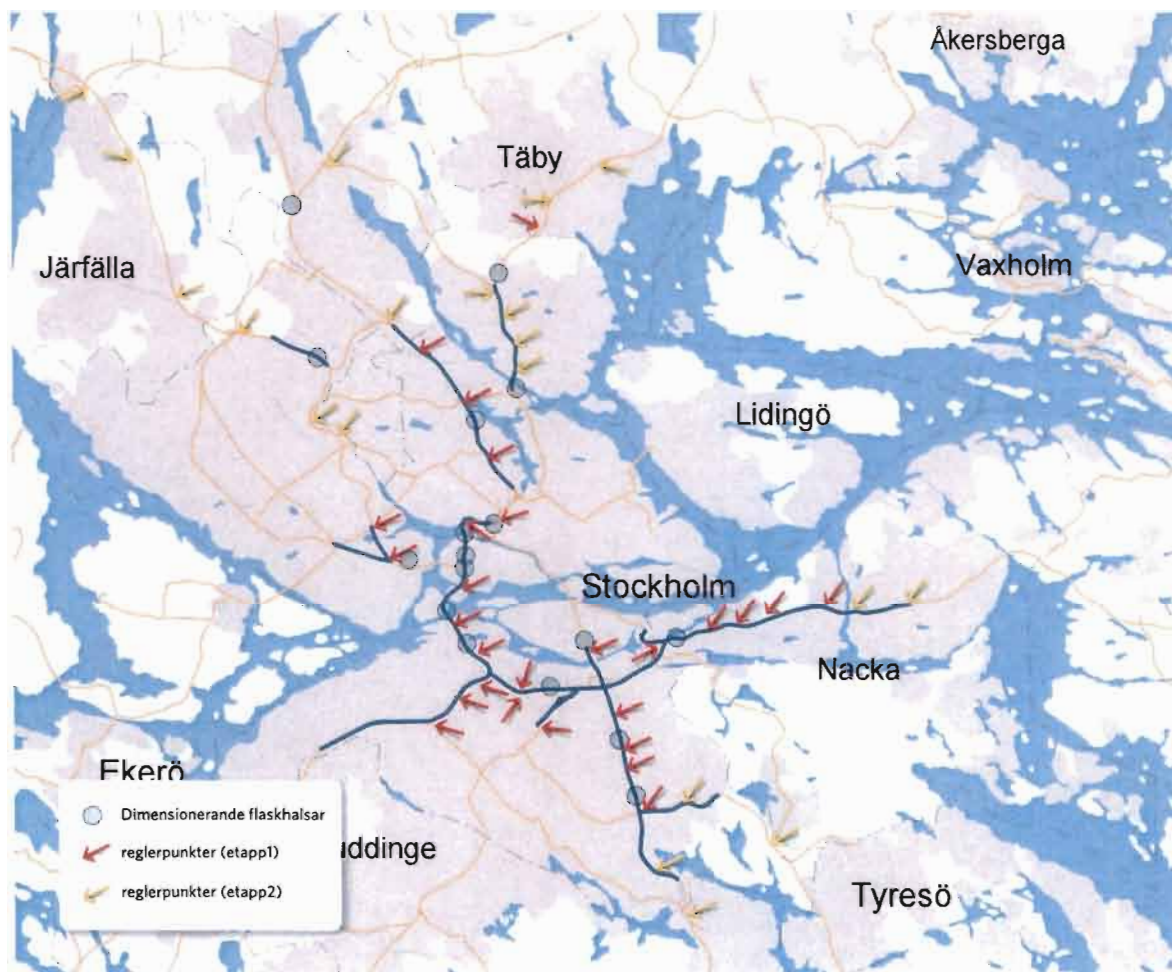 Åkersberga
Täby
Järfälla
Vaxholm
Lidingö
Stockholm
Nacka
Ekerö
Dimensionerande flaskhalsar
reglerpunkter (etapp1)
uddinge
reglerpunkter (etapp2)
Tyresö